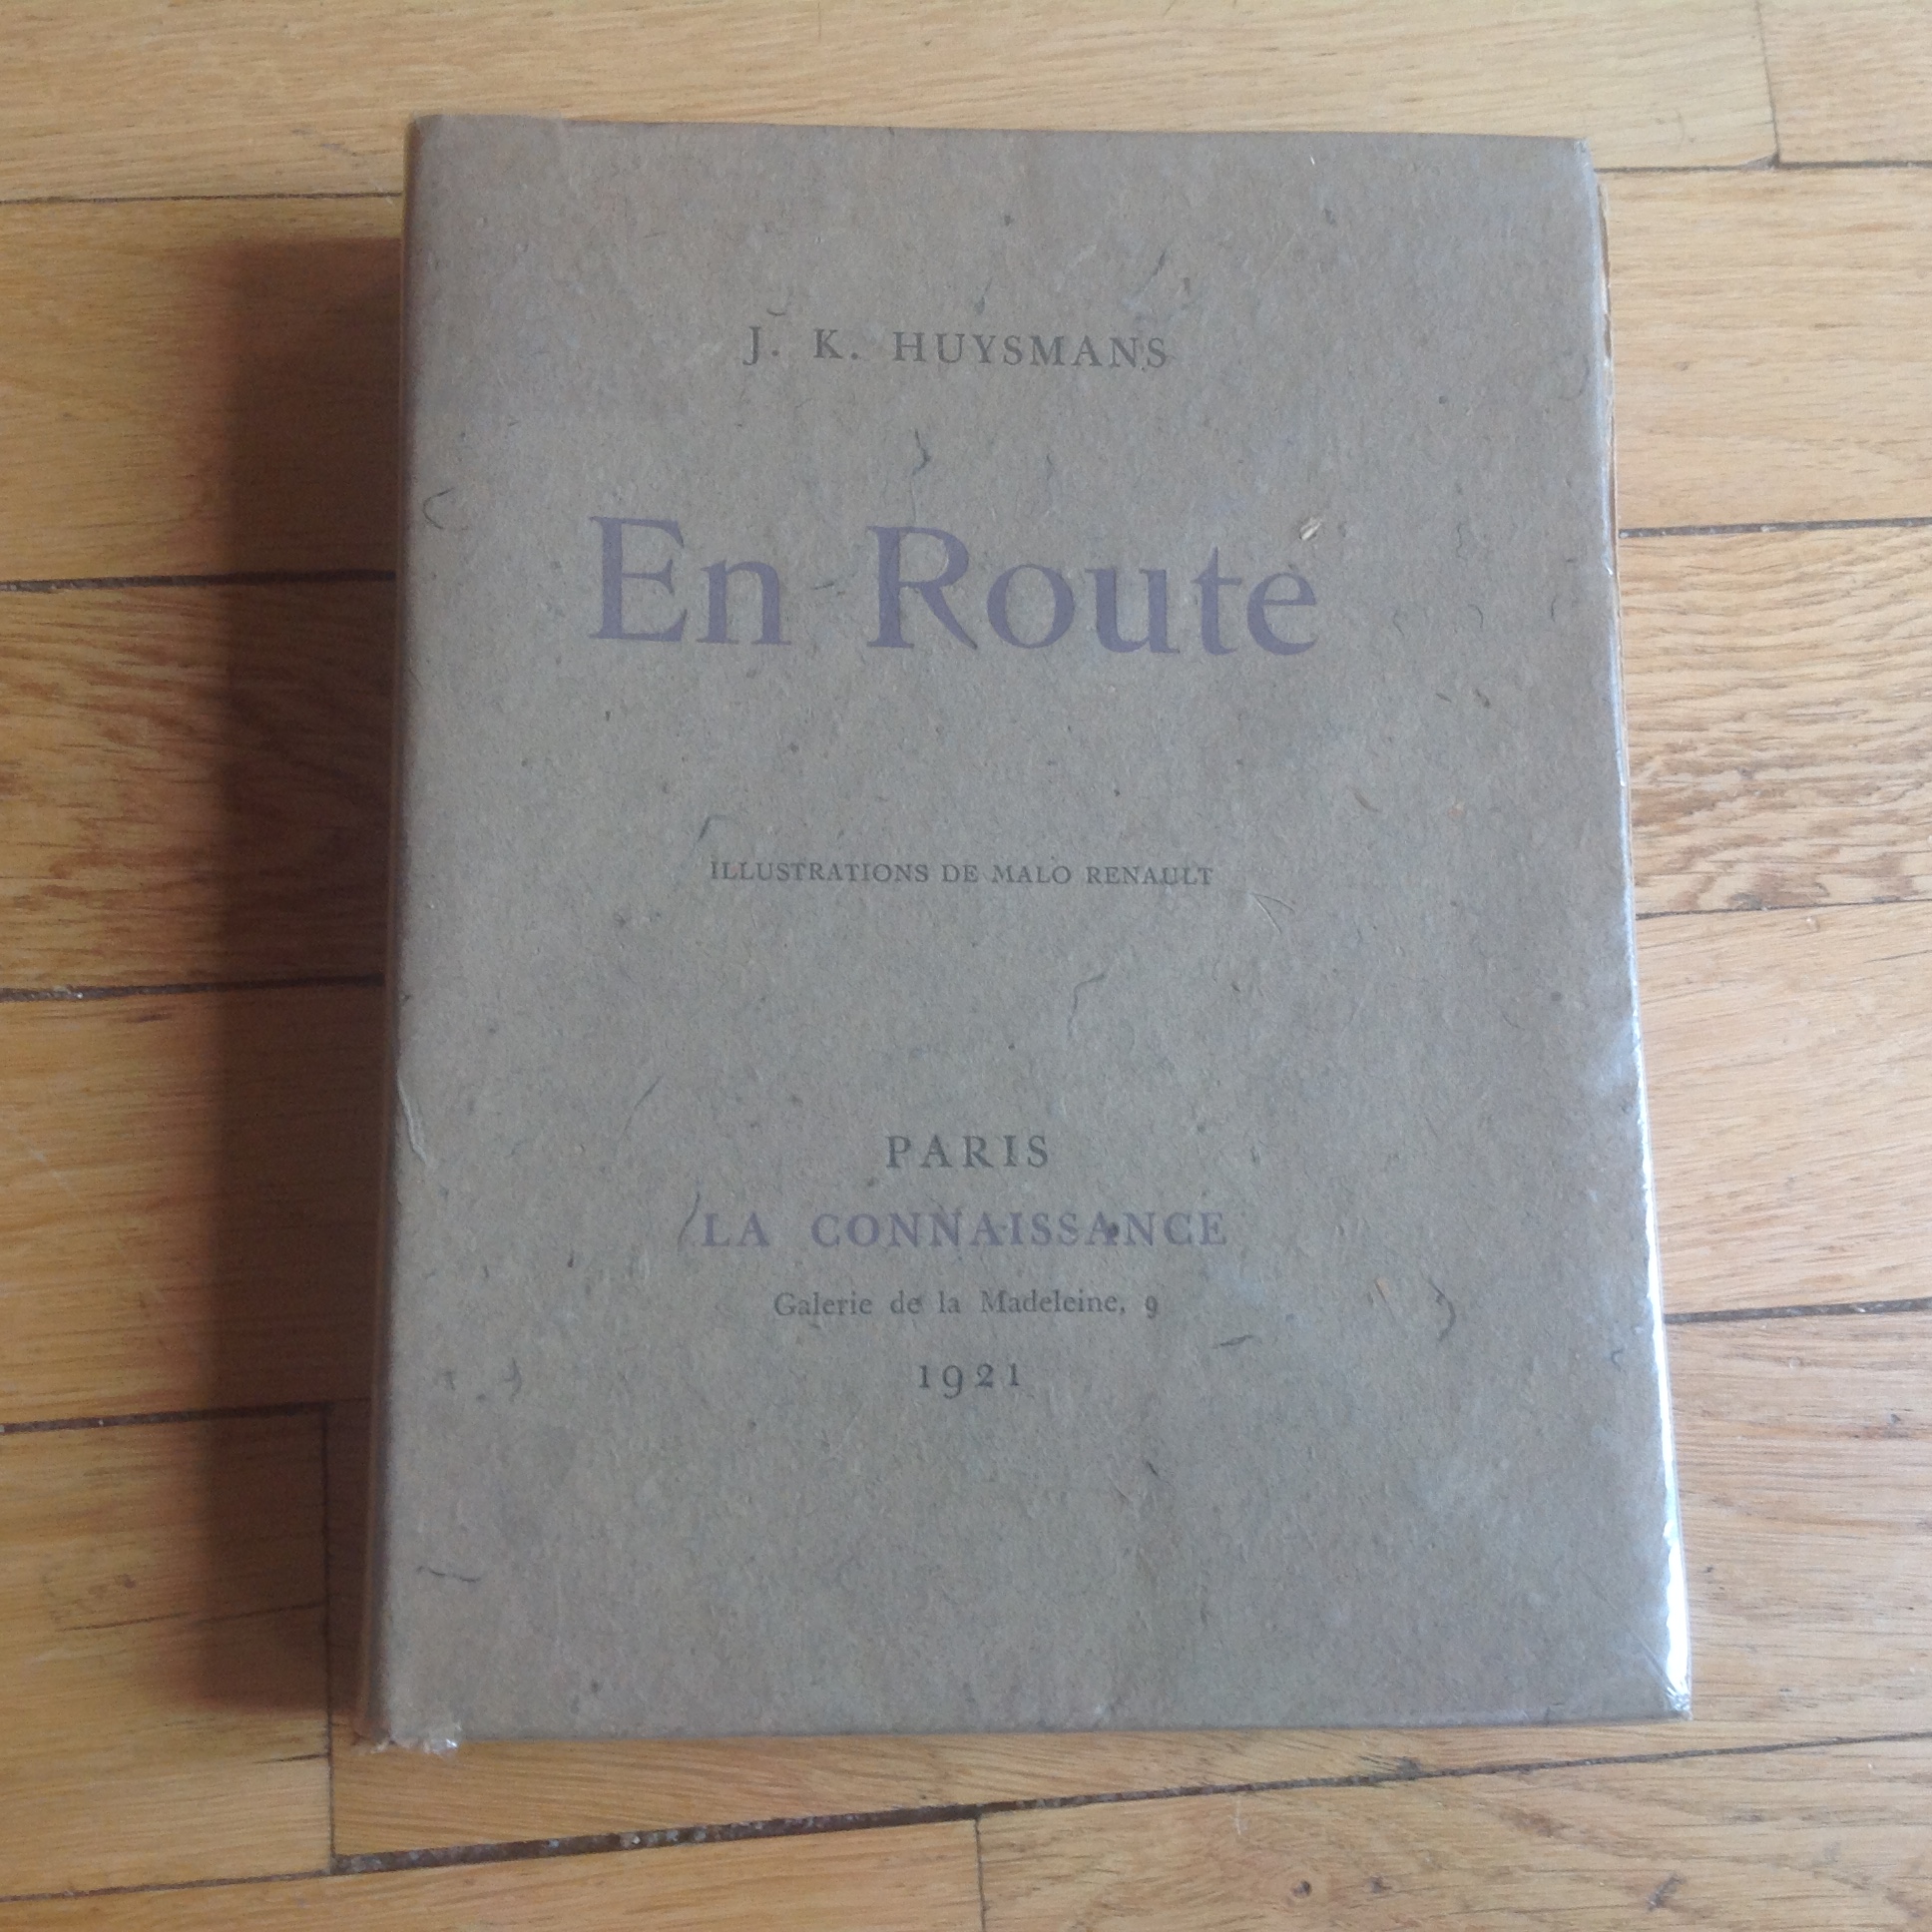 J. K. HUYSMANS
En Route
ILLUSTRATIONS DE MALO RENAULT
PARIS
LA CONNAISSANCE
Galerie de la Madeleine, 9
1921